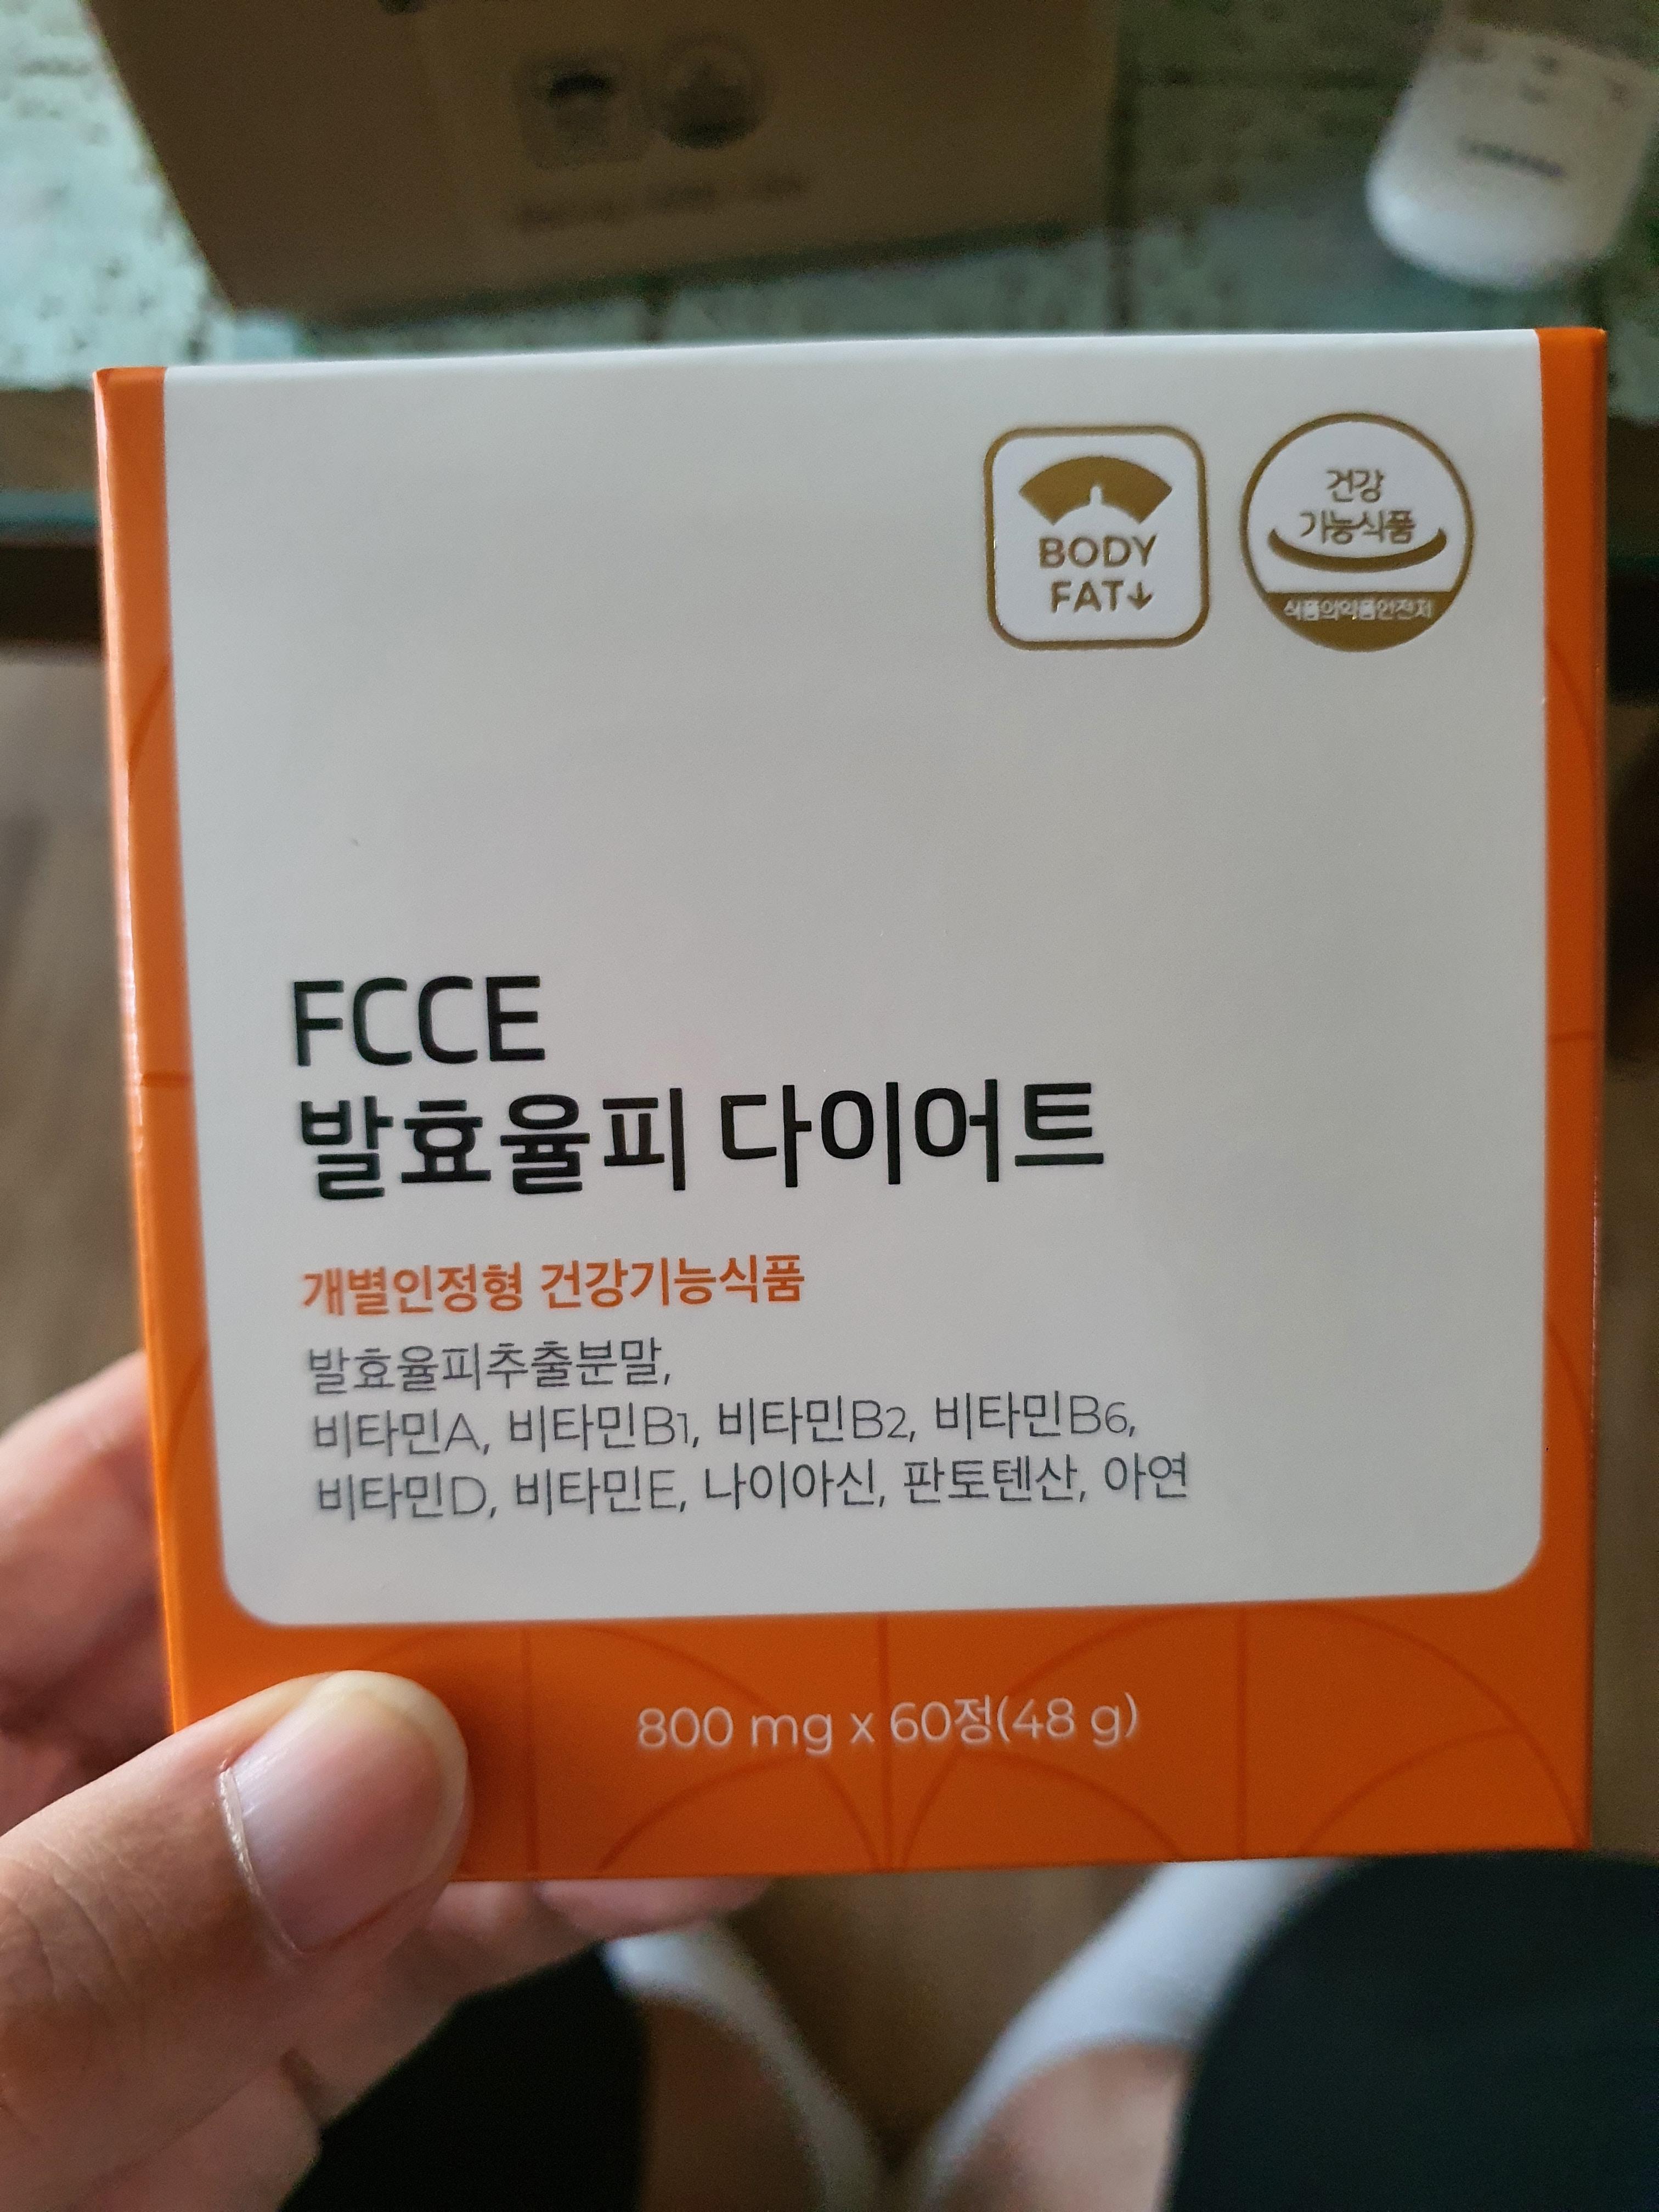 BODY
FAT↓
건강
기능식품
식품의약품안전처
FCCE
발효율피 다이어트
개별인정형 건강기능식품
발효율피추출분말,
비타민A, 비타민B1, 비타민B2, 비타민B6,
비타민D, 비타민E, 나이아신, 판토텐산, 아연
800 mg x 60정(48 g)